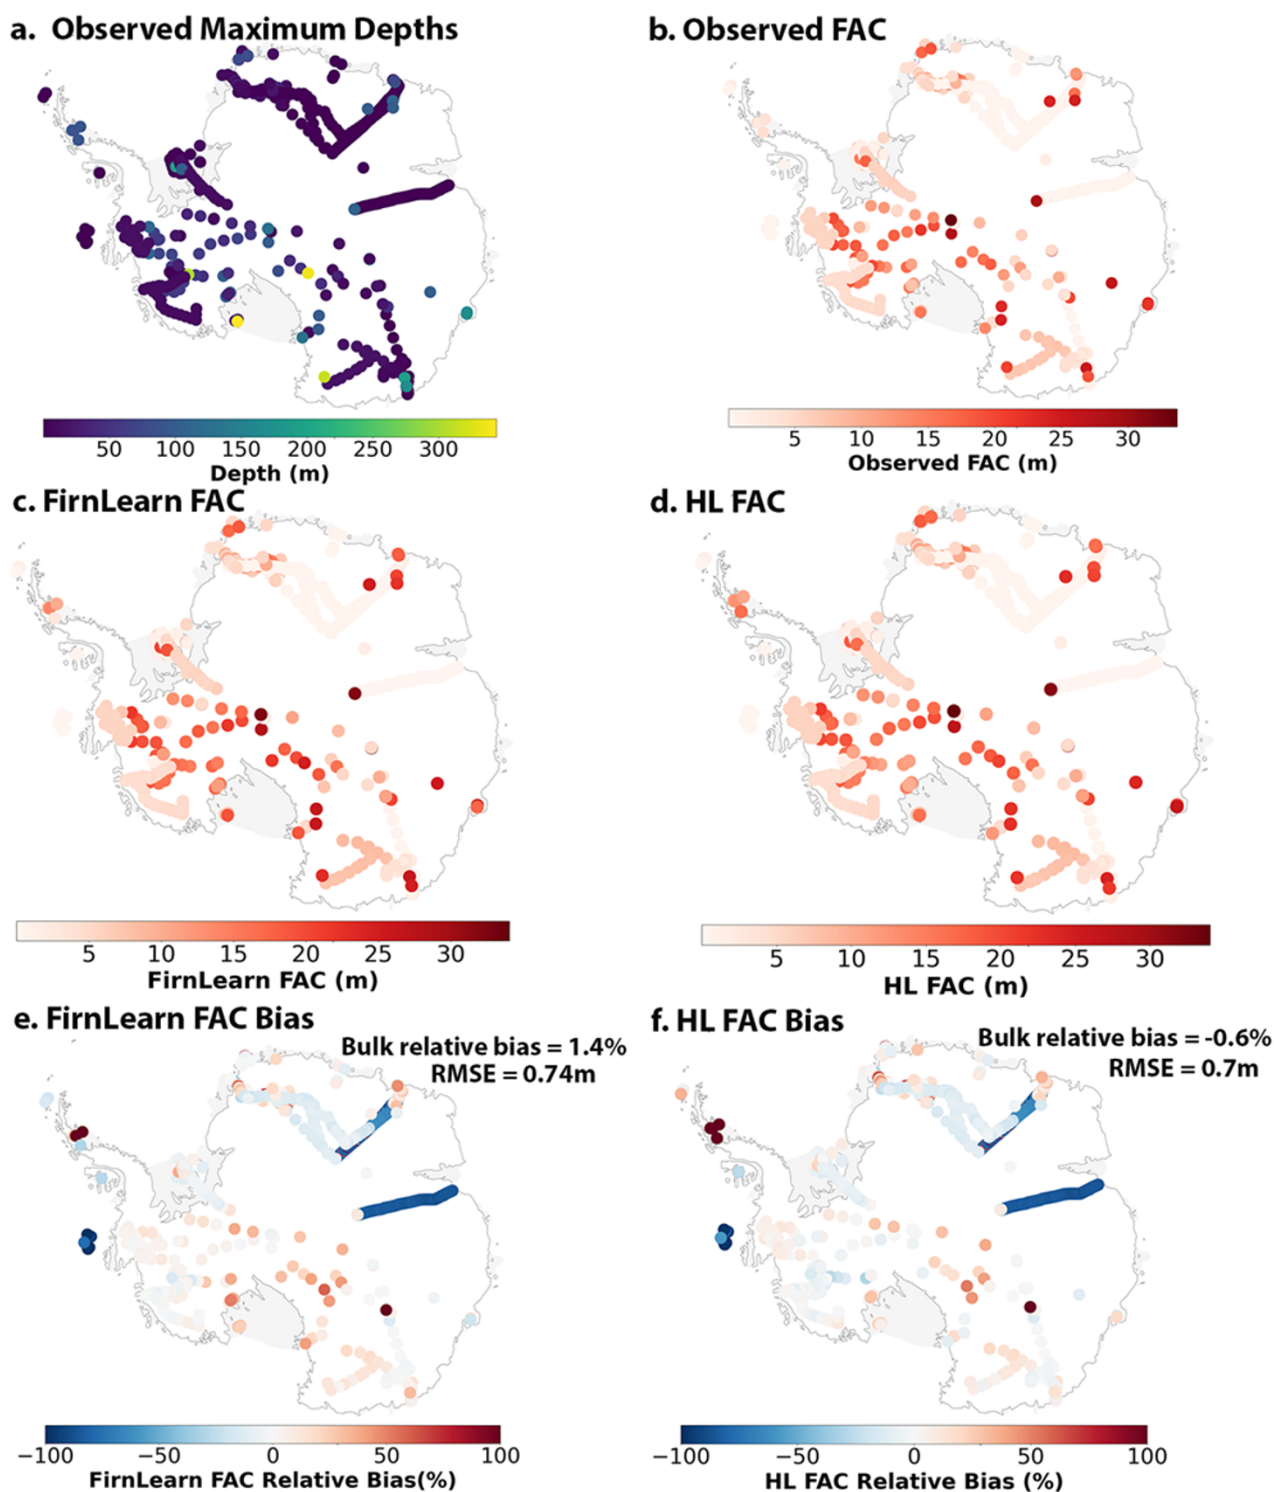 a. Observed Maximum Depths
b. Observed FAC
50 100 150 200 250 300
Depth (m)
5 10 15 20 25 30
Observed FAC (m)
c. FirnLearn FAC
d. HL FAC
5 10 15 20 25 30
FirnLearn FAC (m)
5 10 15 20 25 30
HL FAC (m)
e. FirnLearn FAC Bias
Bulk relative bias = 1.4%
RMSE = 0.74m
f. HL FAC Bias
Bulk relative bias = -0.6%
RMSE = 0.7m
−100 −50 0 50 100
FirnLearn FAC Relative Bias(%)
−100 −50 0 50 100
HL FAC Relative Bias (%)